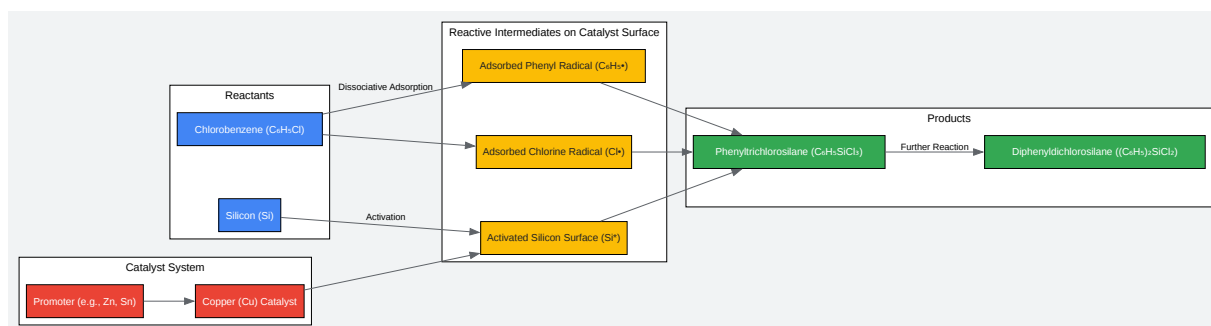 Reactive Intermediates on Catalyst Surface
Adsorbed Phenyl Radical (C₆H₅•)
Dissociative Adsorption
Reactants
Chlorobenzene (C₆H₅Cl)
Adsorbed Chlorine Radical (Cl•)
Products
Phenyltrichlorosilane (C₆H₅SiCl₃)
Further Reaction
Diphenyldichlorosilane ((C₆H₅)₂SiCl₂)
Silicon (Si)
Activation
Activated Silicon Surface (Si*)
Catalyst System
Promoter (e.g., Zn, Sn)
Copper (Cu) Catalyst